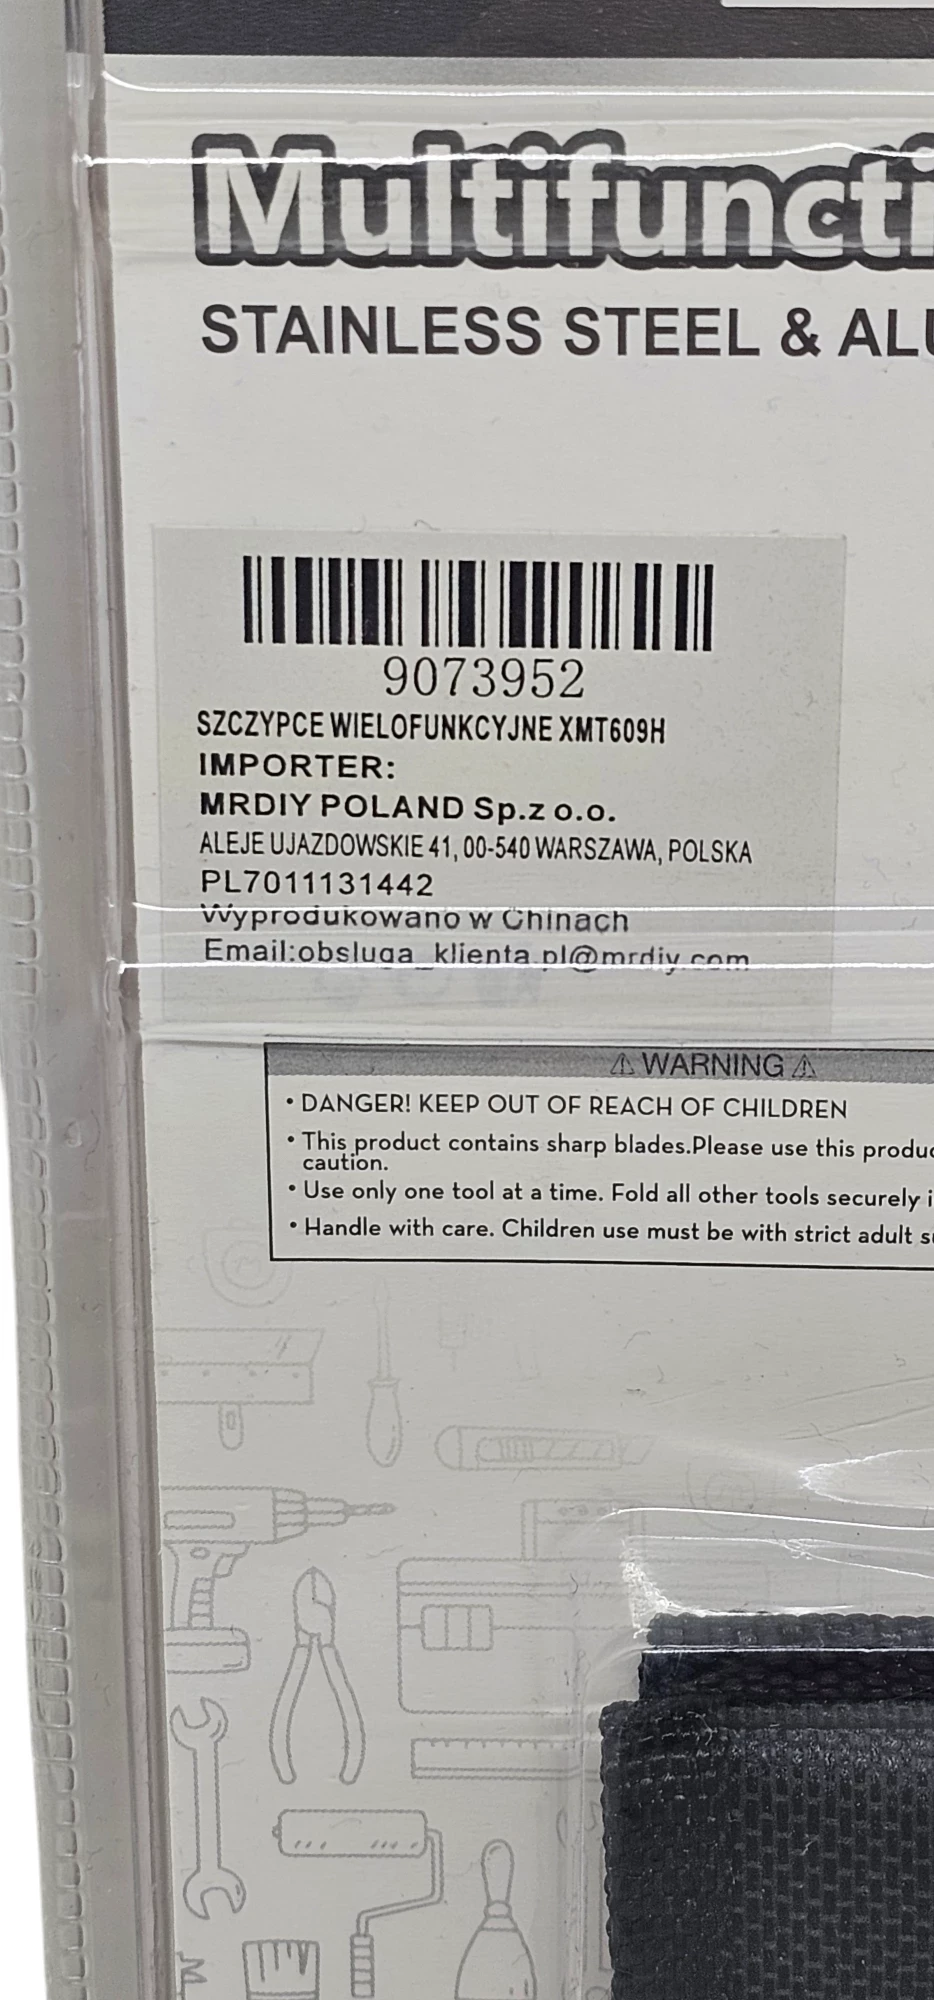 Multifuncti
STAINLESS STEEL & ALU
9073952
SZCZYPCE WIELOFUNKCYJNE XMT609H
IMPORTER:
MRDIY POLAND Sp.z o.o.
ALEJE UJAZDOWSKIE 41, 00-540 WARSZAWA, POLSKA
PL7011131442
Wyprodukowano w Chinach
Email:obsluga_klienta.pl@mrdiy.com
⚠ WARNING ⚠
• DANGER! KEEP OUT OF REACH OF CHILDREN
• This product contains sharp blades.Please use this produc
caution.
• Use only one tool at a time. Fold all other tools securely i
• Handle with care. Children use must be with strict adult su